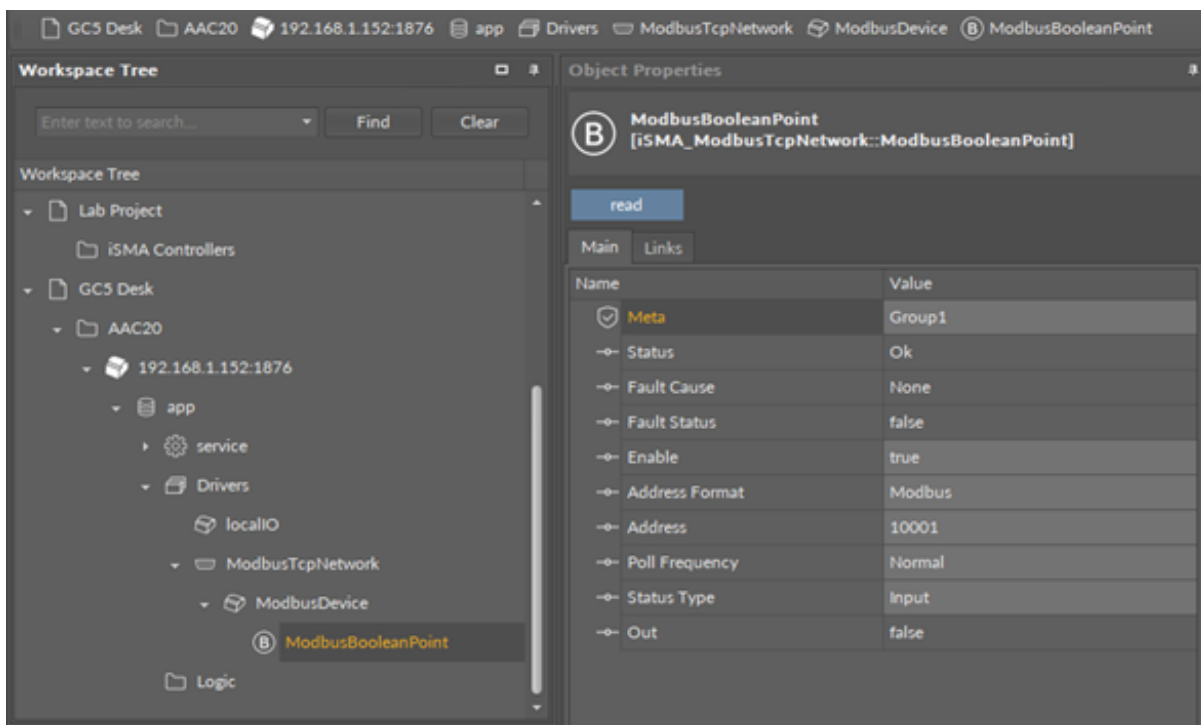 GC5 Desk AAC20 192.168.1.152:1876 app Drivers ModbusTcpNetwork ModbusDevice B ModbusBooleanPoint
Workspace Tree
Enter text to search...
Find
Clear
Workspace Tree
Lab Project
iSMA Controllers
GC5 Desk
AAC20
192.168.1.152:1876
app
service
Drivers
localIO
ModbusTcpNetwork
ModbusDevice
B ModbusBooleanPoint
Logic
Object Properties
B
ModbusBooleanPoint
[iSMA_ModbusTcpNetwork::ModbusBooleanPoint]
read
Main Links
Name Value
Meta Group1
Status Ok
Fault Cause None
Fault Status false
Enable true
Address Format Modbus
Address 10001
Poll Frequency Normal
Status Type Input
Out false